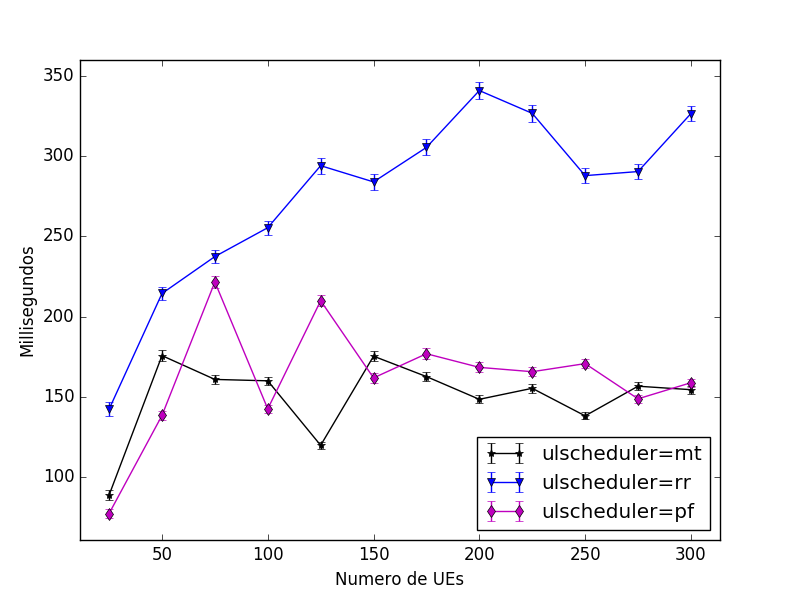 350
300
250
200
150
100
Millisegundos
50 100 150 200 250 300
Numero de UEs
ulscheduler=mt
ulscheduler=rr
ulscheduler=pf